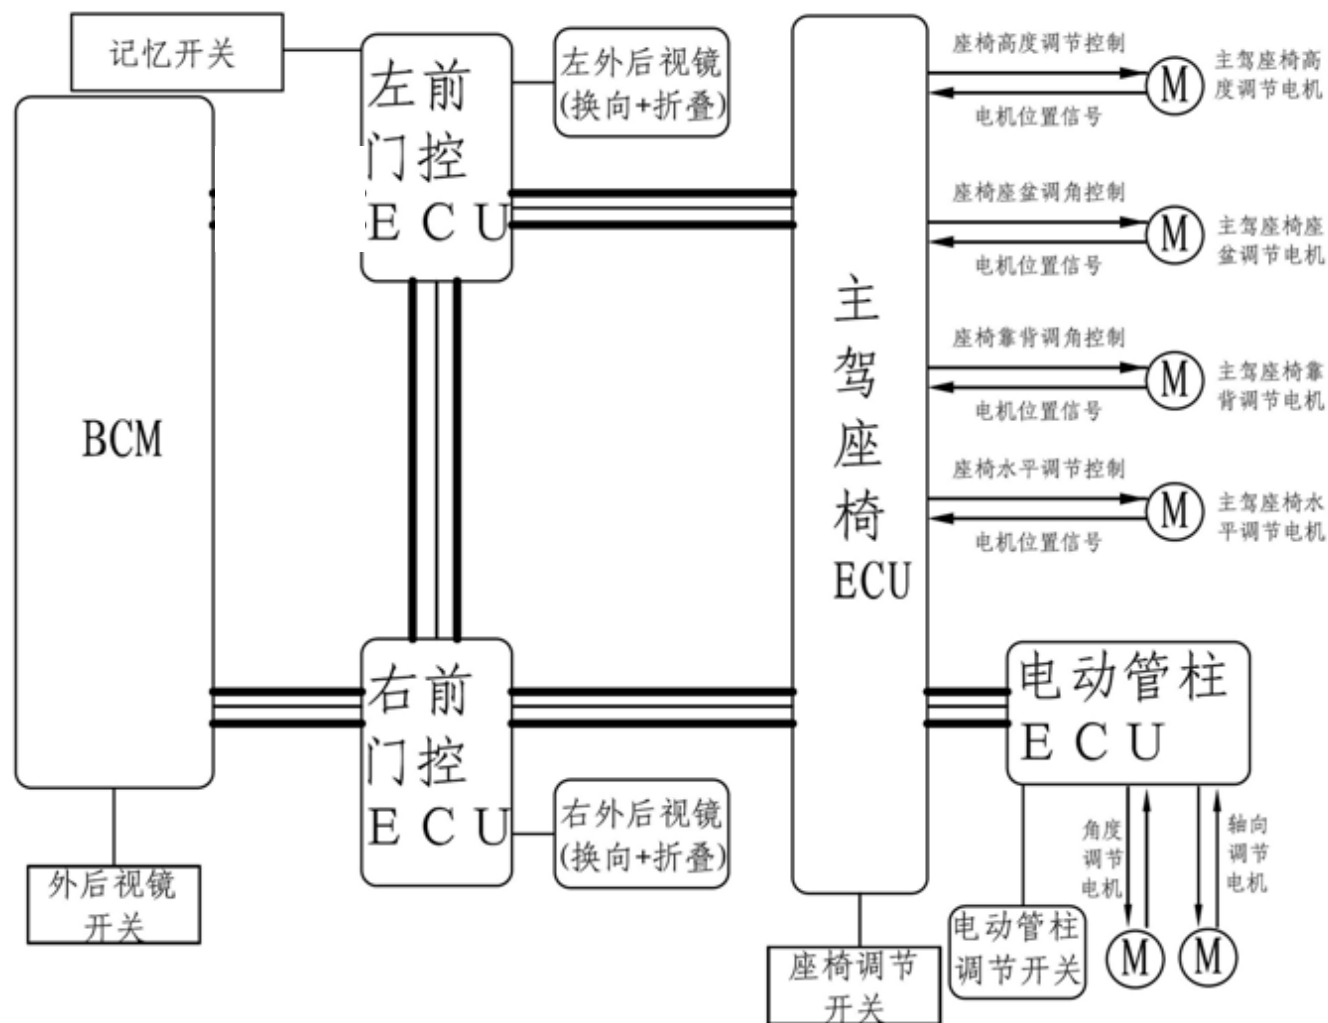 记忆开关
左前
门控
ECU
左外后视镜
(换向+折叠)
BCM
主
驾
座
椅
ECU
座椅高度调节控制
电机位置信号
M
主驾座椅高
度调节电机
座椅座盆调角控制
电机位置信号
M
主驾座椅座
盆调节电机
座椅靠背调角控制
电机位置信号
M
主驾座椅靠
背调节电机
座椅水平调节控制
电机位置信号
M
主驾座椅水
平调节电机
右前
门控
ECU
右外后视镜
(换向+折叠)
电动管柱
ECU
角度
调节
电机
轴向
调节
电机
M
M
外后视镜
开关
座椅调节
开关
电动管柱
调节开关